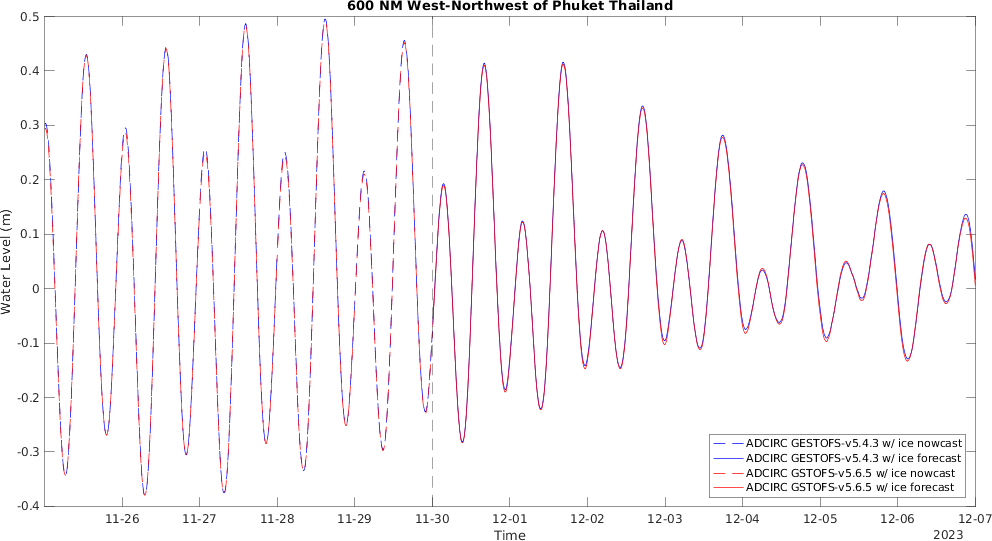 600 NM West-Northwest of Phuket Thailand
Water Level (m)
0.5
0.4
0.3
0.2
0.1
0
-0.1
-0.2
-0.3
-0.4
ADCIRC GESTOFS-v5.4.3 w/ ice nowcast
ADCIRC GESTOFS-v5.4.3 w/ ice forecast
ADCIRC GSTOFS-v5.6.5 w/ ice nowcast
ADCIRC GSTOFS-v5.6.5 w/ ice forecast
11-26 11-27 11-28 11-29 11-30 12-01 12-02 12-03 12-04 12-05 12-06 12-07
Time
2023